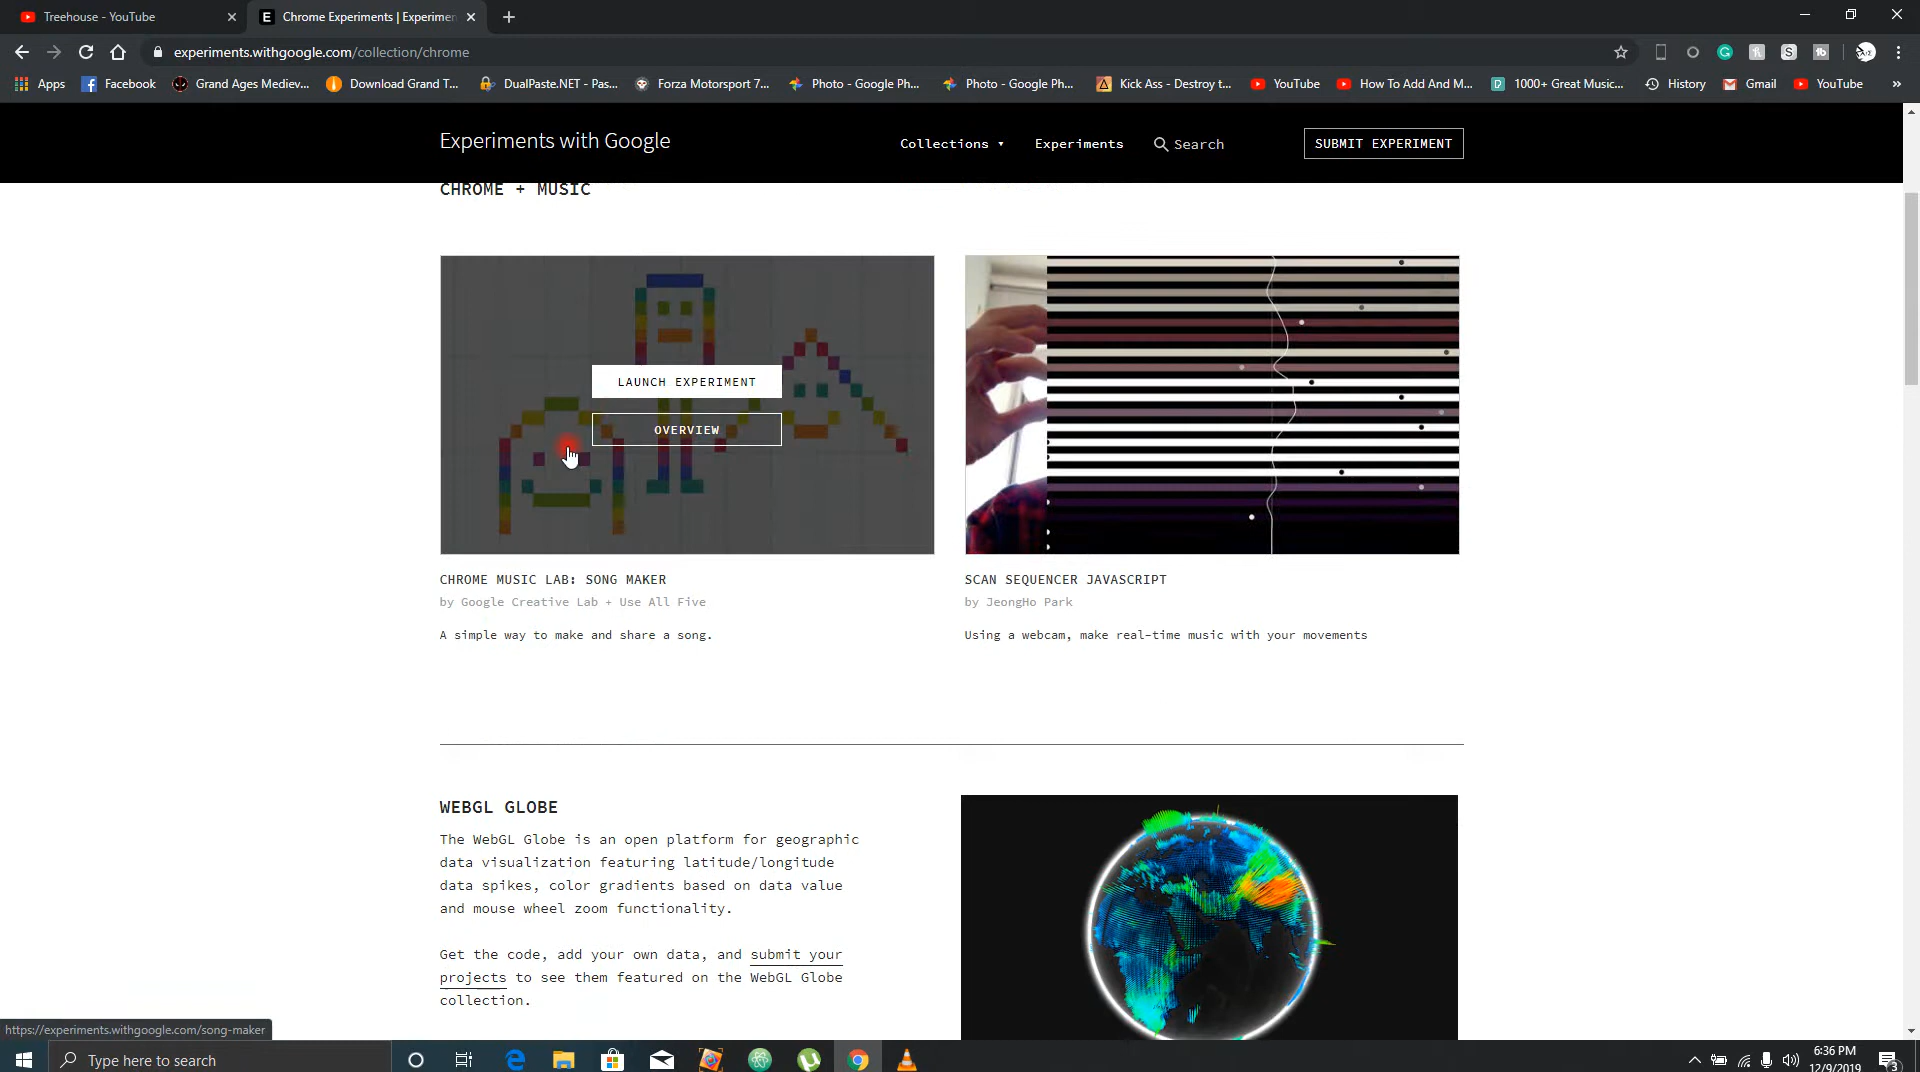 Treehouse - YouTube
Chrome Experiments | Experimen
experiments.withgoogle.com/collection/chrome
Apps
Facebook
Grand Ages Mediev...
Download Grand T...
DualPaste.NET - Pas...
Forza Motorsport 7...
Photo - Google Ph...
Photo - Google Ph...
Kick Ass - Destroy t...
YouTube
How To Add And M...
1000+ Great Music...
History
Gmail
YouTube
»
Experiments with Google
Collections
Experiments
Search
SUBMIT EXPERIMENT
CHROME + MUSIC
LAUNCH EXPERIMENT
OVERVIEW
CHROME MUSIC LAB: SONG MAKER
by Google Creative Lab + Use All Five
A simple way to make and share a song.
SCAN SEQUENCER JAVASCRIPT
by JeongHo Park
Using a webcam, make real-time music with your movements
WEBGL GLOBE
The WebGL Globe is an open platform for geographic
data visualization featuring latitude/longitude
data spikes, color gradients based on data value
and mouse wheel zoom functionality.
Get the code, add your own data, and submit your
projects to see them featured on the WebGL Globe
collection.
https://experiments.withgoogle.com/song-maker
Type here to search
6:36 PM
12/9/2019
3